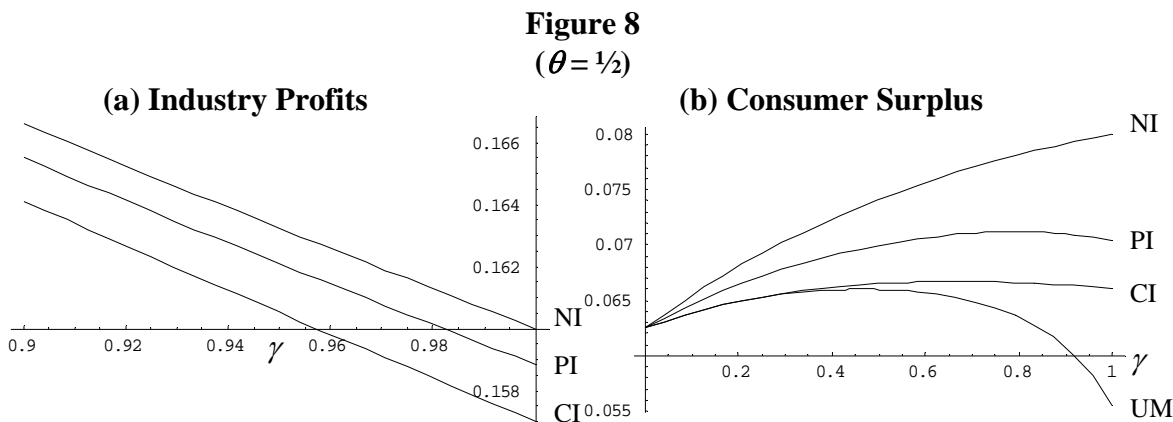 Figure 8
(θ = ½)
(a) Industry Profits
(b) Consumer Surplus
0.166
0.164
0.162
0.158
0.9
0.92
0.94
γ
0.96
0.98
NI
PI
CI
0.08
0.075
0.07
0.065
0.055
0.2
0.4
0.6
0.8
1
γ
NI
PI
CI
UM